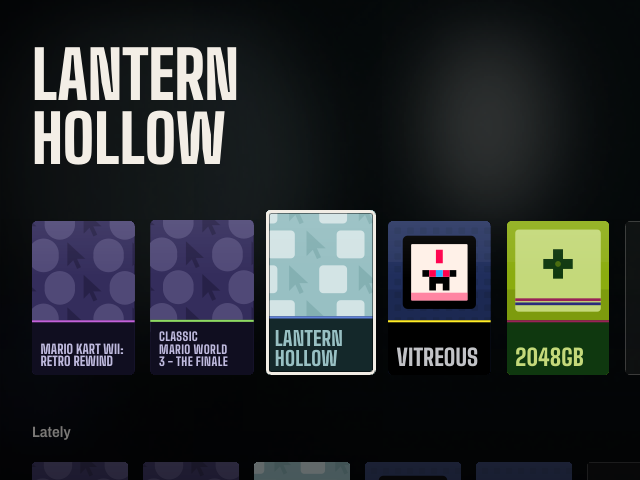 LANTERN
HOLLOW
MARIO KART WII:
RETRO REWIND
CLASSIC
MARIO WORLD
3 - THE FINALE
LANTERN
HOLLOW
VITREOUS
2048GB
Lately